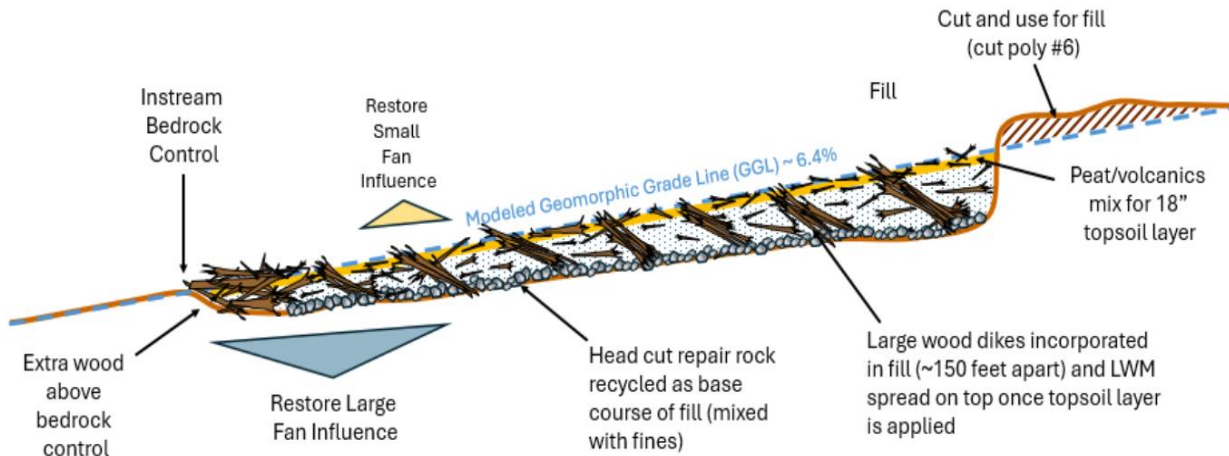 Cut and use for fill
(cut poly #6)
Fill
Instream
Bedrock
Control
Restore
Small
Fan
Influence
Modeled Geomorphic Grade Line (GGL) ~ 6.4%
Peat/volcanics
mix for 18”
topsoil layer
Extra wood
above
bedrock
control
Restore Large
Fan Influence
Head cut repair rock
recycled as base
course of fill (mixed
with fines)
Large wood dikes incorporated
in fill (~150 feet apart) and LWM
spread on top once topsoil layer
is applied